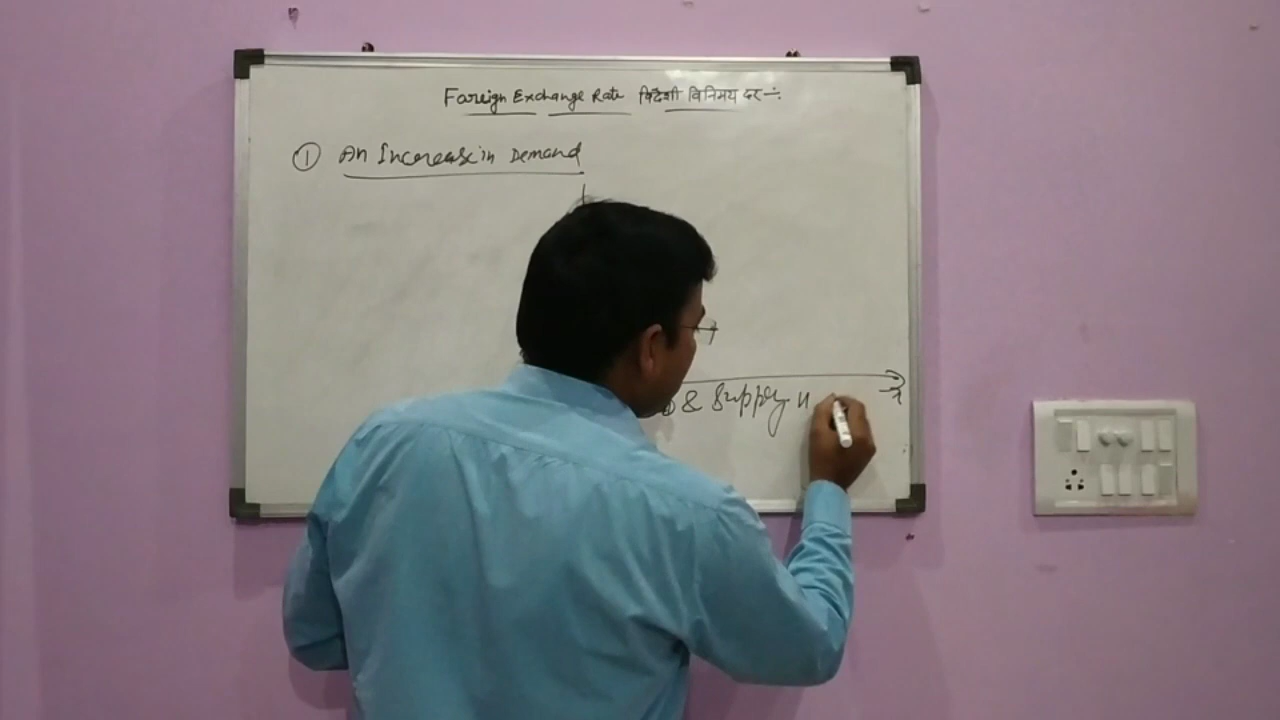 Foreign Exchange Rate विदेशी विनिमय दर ÷
① An Increase in Demand
D & Supply
x